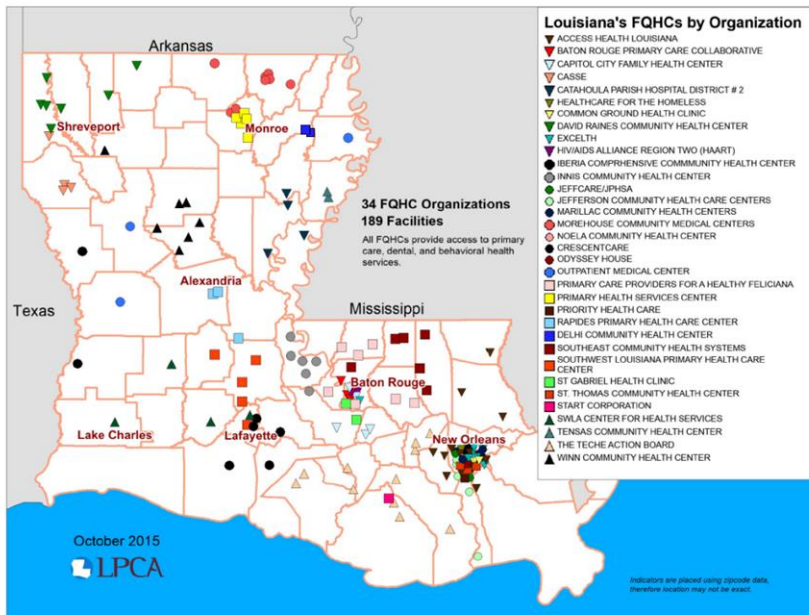 Arkansas
Shreveport
Monroe
34 FQHC Organizations
189 Facilities
All FQHCs provide access to primary
care, dental, and behavioral health
services.
Alexandria
Texas
Mississippi
Baton Rouge
Lake Charles
Lafayette
New Orleans
October 2015
LPCA
Louisiana's FQHCs by Organization
ACCESS HEALTH LOUISIANA
BATON ROUGE PRIMARY CARE COLLABORATIVE
CAPITOL CITY FAMILY HEALTH CENTER
CASSE
CATAHOULA PARISH HOSPITAL DISTRICT # 2
HEALTHCARE FOR THE HOMELESS
COMMON GROUND HEALTH CLINIC
DAVID RAINES COMMUNITY HEALTH CENTER
EXCELTH
HIV/AIDS ALLIANCE REGION TWO (HAART)
IBERIA COMPRHENSIVE COMMMUNITY HEALTH CENTER
INNIS COMMUNITY HEALTH CENTER
JEFFCARE/JPHSA
JEFFERSON COMMUNITY HEALTH CARE CENTERS
MARILLAC COMMUNITY HEALTH CENTERS
MOREHOUSE COMMUNITY MEDICAL CENTERS
NOELA COMMUNITY HEALTH CENTER
CRESCENTCARE
ODYSSEY HOUSE
OUTPATIENT MEDICAL CENTER
PRIMARY CARE PROVIDERS FOR A HEALTHY FELICIANA
PRIMARY HEALTH SERVICES CENTER
PRIORITY HEALTH CARE
RAPIDES PRIMARY HEALTH CARE CENTER
DELHI COMMUNITY HEALTH CENTER
SOUTHEAST COMMUNITY HEALTH SYSTEMS
SOUTHWEST LOUISIANA PRIMARY HEALTH CARE
CENTER
ST GABRIEL HEALTH CLINIC
ST. THOMAS COMMUNITY HEALTH CENTER
START CORPORATION
SWLA CENTER FOR HEALTH SERVICES
TENSAS COMMUNITY HEALTH CENTER
THE TECHE ACTION BOARD
WINN COMMUNITY HEALTH CENTER
Indicators are placed using zipcode data,
therefore location may not be exact.